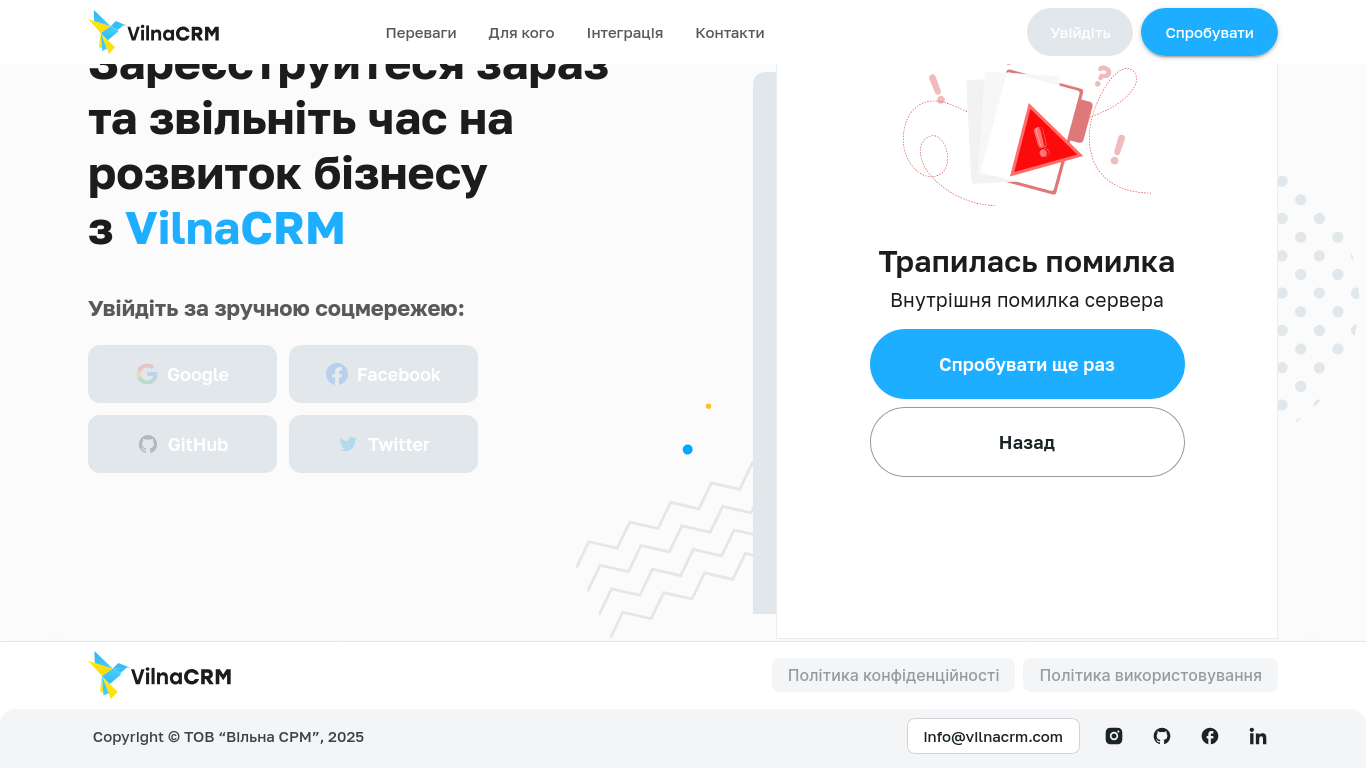 VilnaCRM
Переваги
Для кого
Інтеграція
Контакти
Увійдіть
Спробувати
Зареєструйтеся зараз
та звільніть час на
розвиток бізнесу
з VilnaCRM
Увійдіть за зручною соцмережею:
Google
Facebook
GitHub
Twitter
Трапилась помилка
Внутрішня помилка сервера
Спробувати ще раз
Назад
VilnaCRM
Політика конфіденційності
Політика використовування
Copyright © ТОВ “Вільна СРМ”, 2025
info@vilnacrm.com